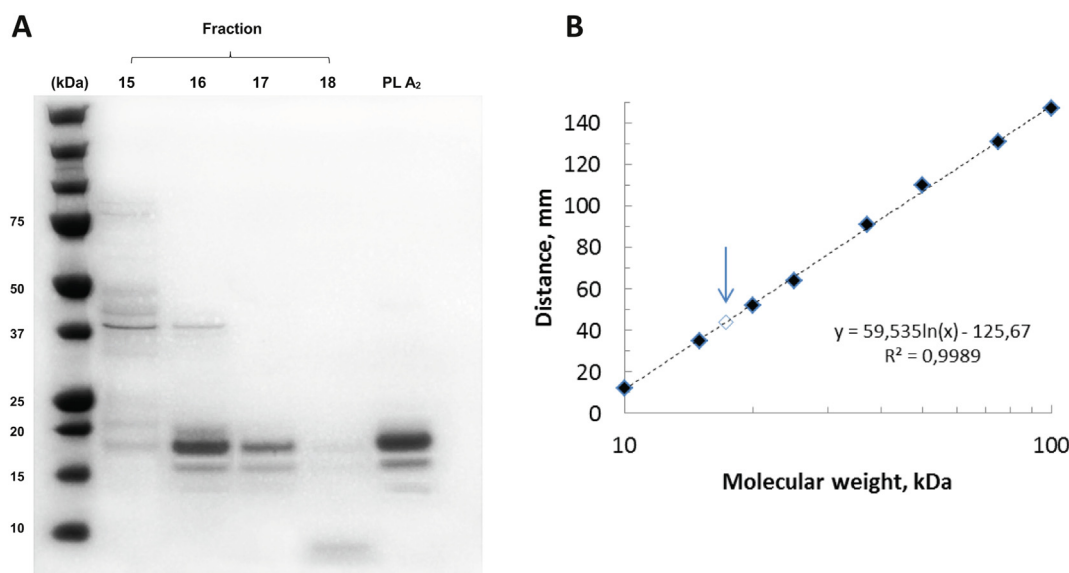 A
Fraction
(kDa) 15 16 17 18 PL A₂
75
50
37
25
20
15
10
B
Distance, mm
140
120
100
80
60
40
20
0
y = 59,535ln(x) - 125,67
R² = 0,9989
10 100
Molecular weight, kDa